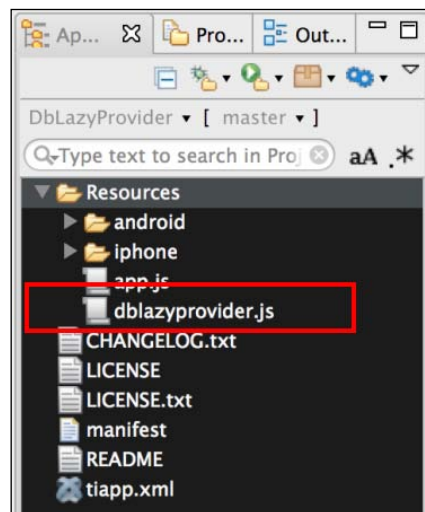 Ap... Pro... Out...
DbLazyProvider [ master ]
Type text to search in Proj aA .*
Resources
android
iphone
app.js
dblazyprovider.js
CHANGELOG.txt
LICENSE
LICENSE.txt
manifest
README
tiapp.xml